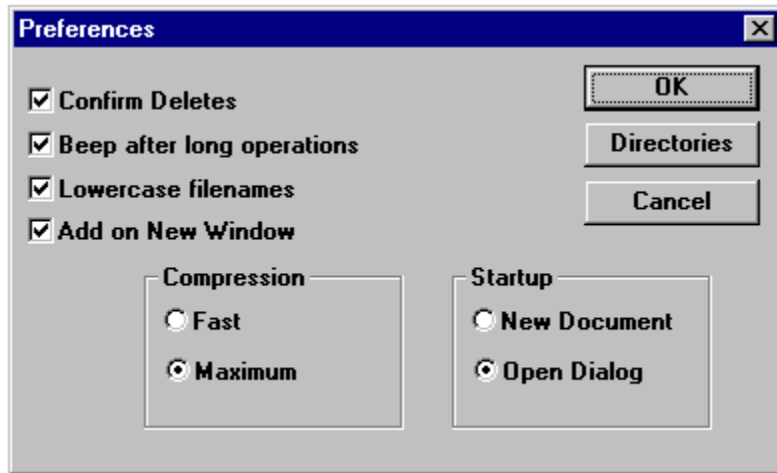 Preferences
Confirm Deletes
Beep after long operations
Lowercase filenames
Add on New Window
OK
Directories
Cancel
Compression
Fast
Maximum
Startup
New Document
Open Dialog